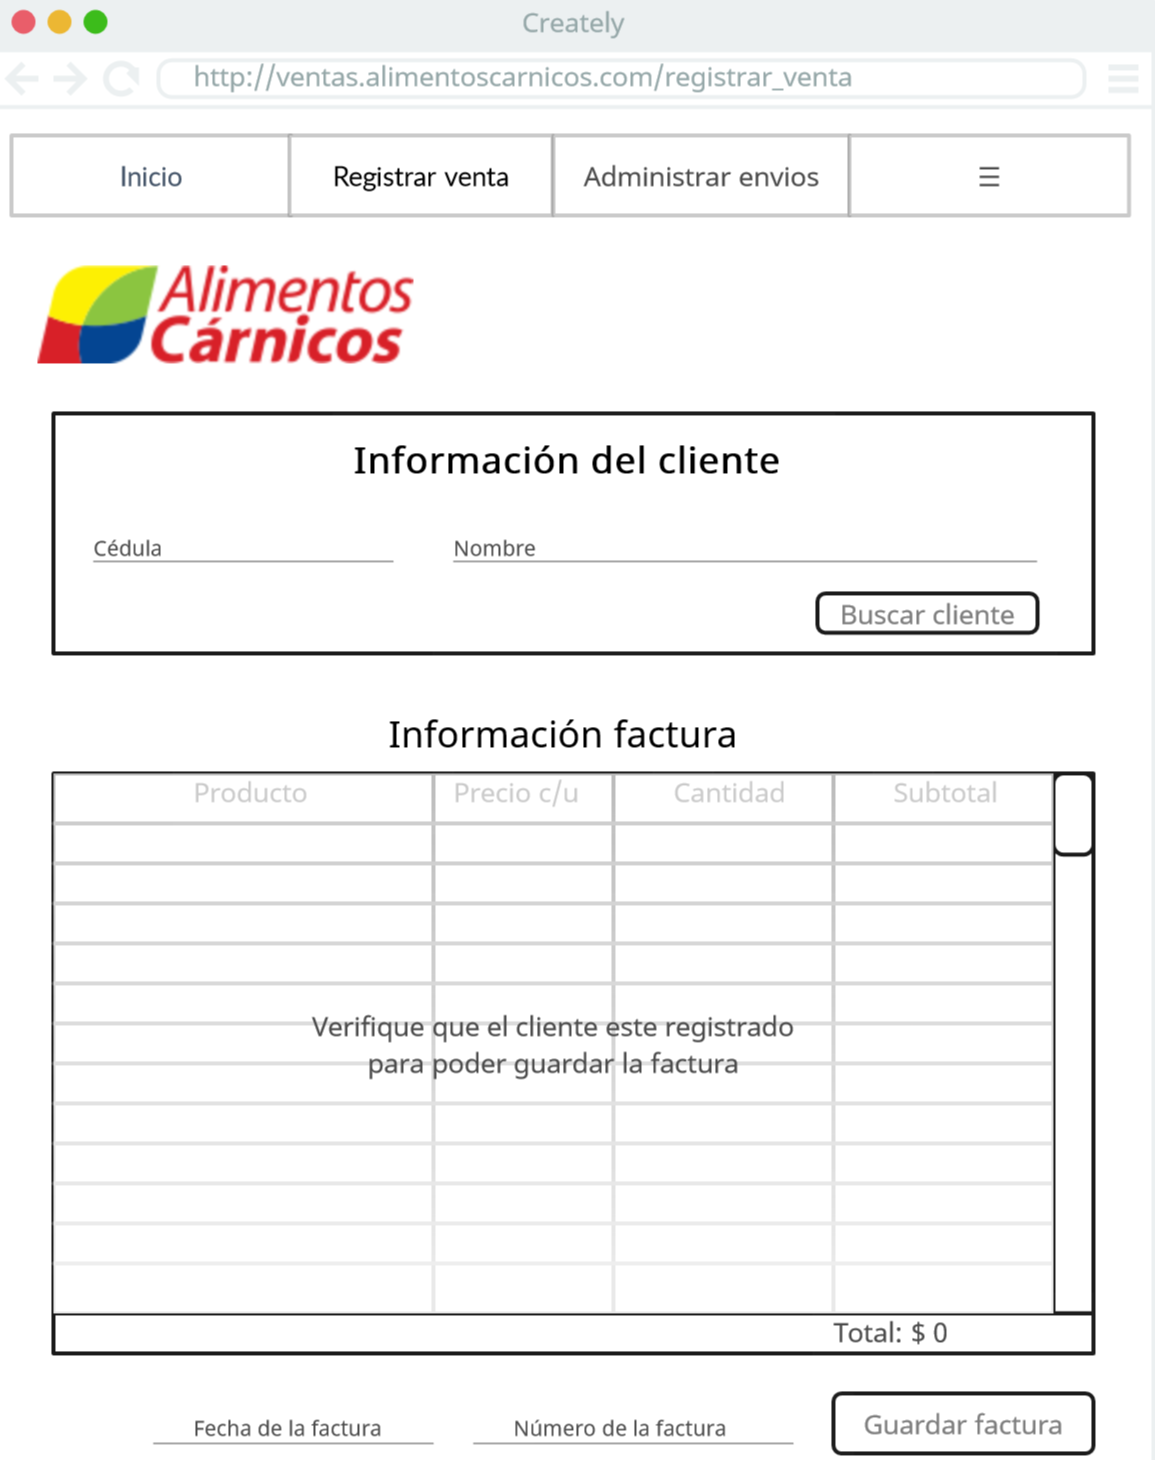 Creately
http://ventas.alimentoscarnicos.com/registrar_venta
Inicio Registrar venta Administrar envios ☰
Alimentos
Cárnicos
Información del cliente
Cédula Nombre
Buscar cliente
Información factura
Producto Precio c/u Cantidad Subtotal
Verifique que el cliente este registrado
para poder guardar la factura
Total: $ 0
Fecha de la factura Número de la factura Guardar factura